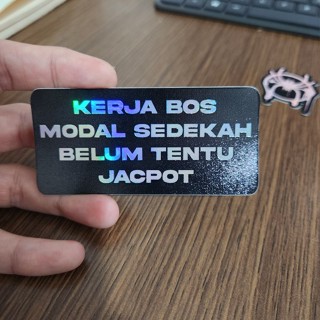 KERJA BOS
MODAL SEDEKAH
BELUM TENTU
JACPOT